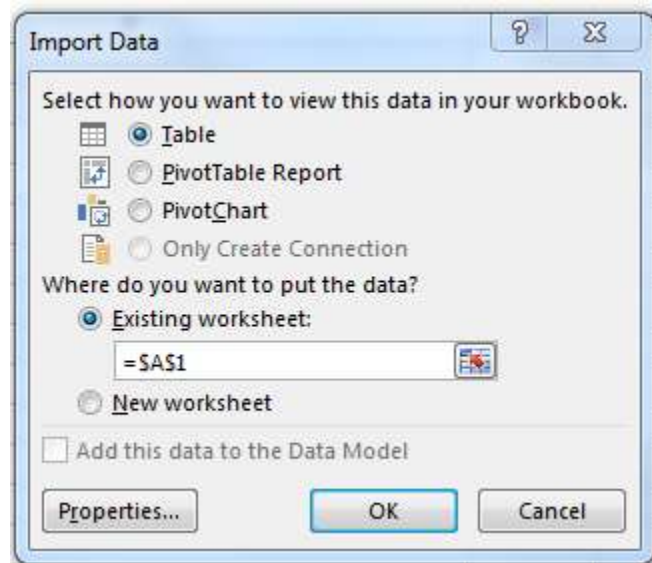 Import Data
?
Select how you want to view this data in your workbook.
Table
PivotTable Report
PivotChart
Only Create Connection
Where do you want to put the data?
Existing worksheet:
=$A$1
New worksheet
Add this data to the Data Model
Properties... OK Cancel